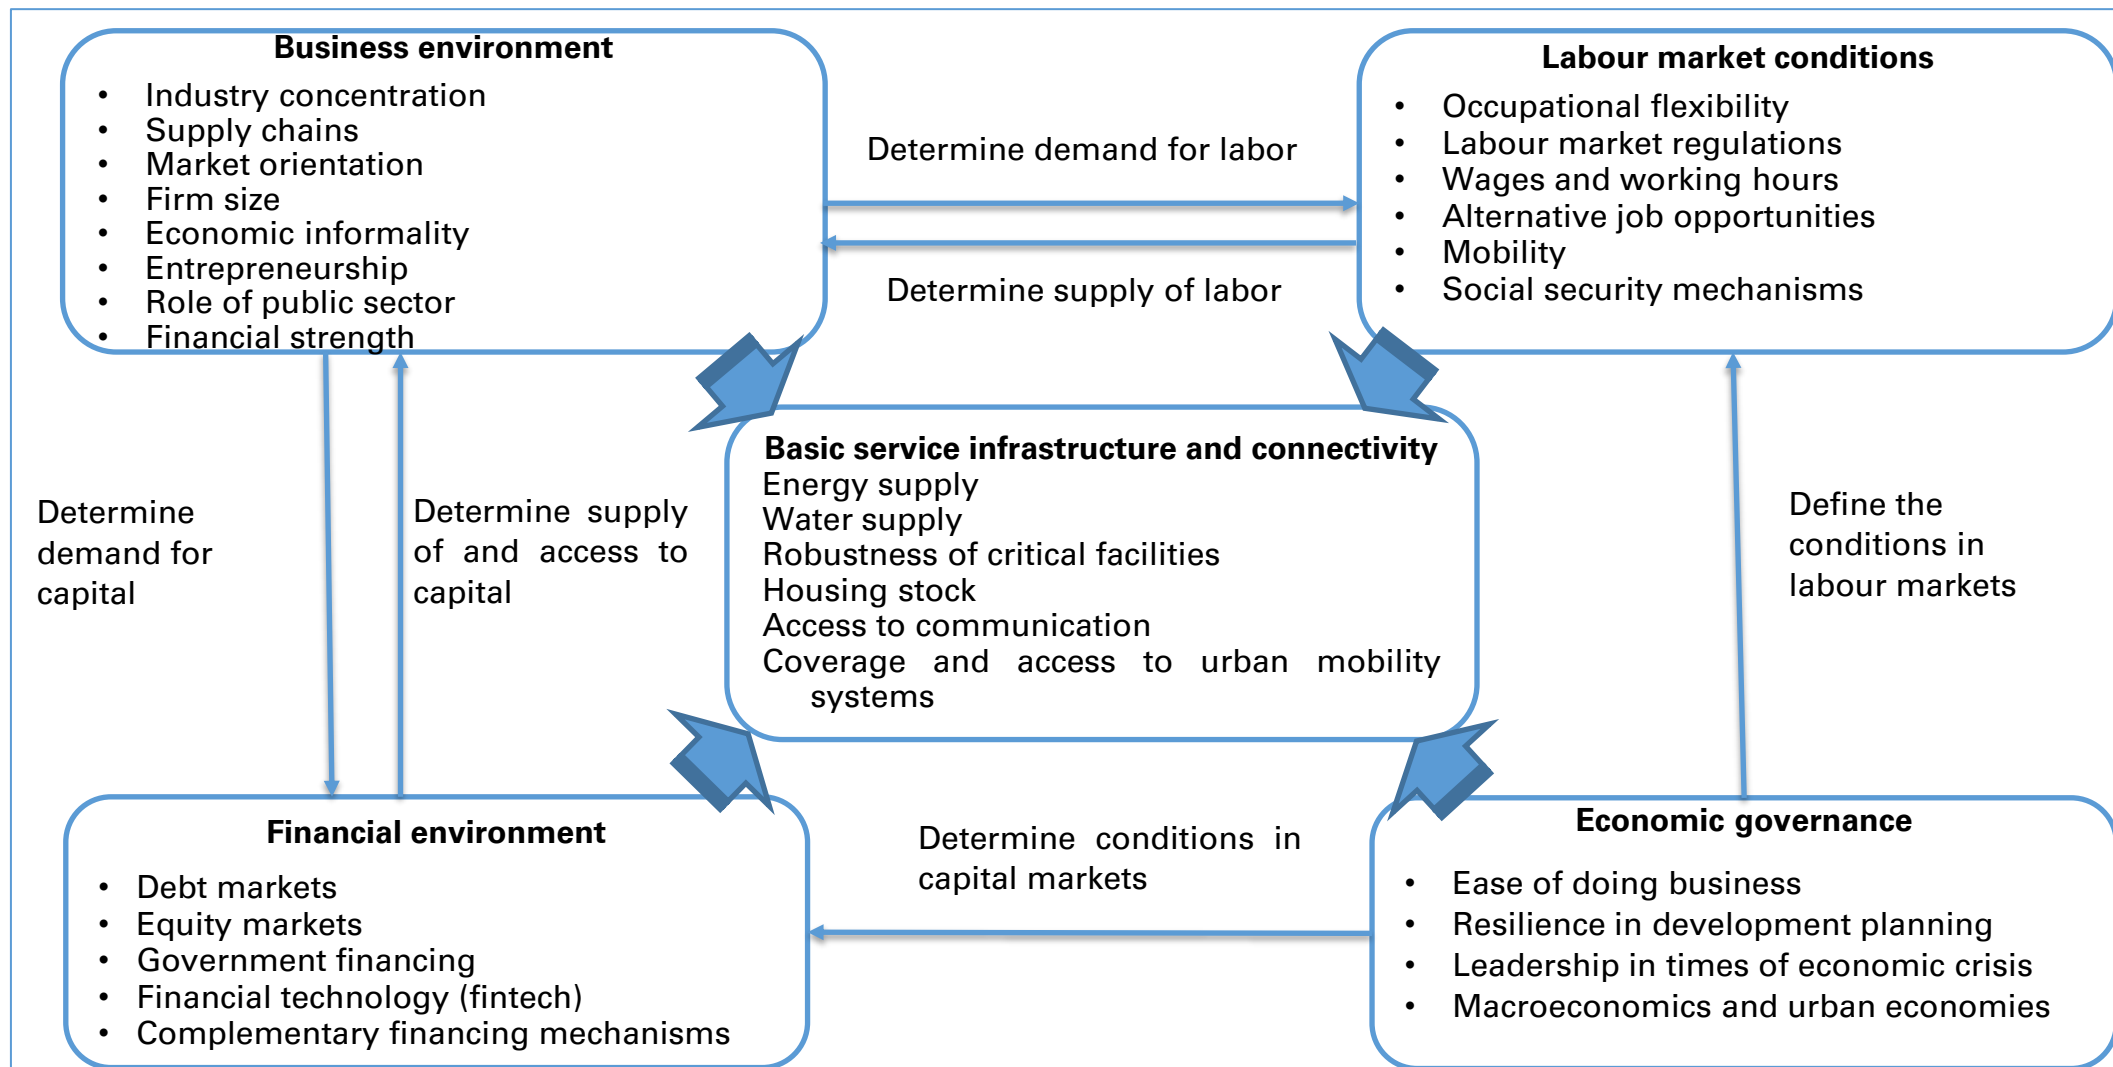 Business environment
• Industry concentration
• Supply chains
• Market orientation
• Firm size
• Economic informality
• Entrepreneurship
• Role of public sector
• Financial strength
Determine demand for labor
Determine supply of labor
Labour market conditions
• Occupational flexibility
• Labour market regulations
• Wages and working hours
• Alternative job opportunities
• Mobility
• Social security mechanisms
Determine
demand for
capital
Determine supply
of and access to
capital
Basic service infrastructure and connectivity
Energy supply
Water supply
Robustness of critical facilities
Housing stock
Access to communication
Coverage and access to urban mobility
systems
Define the
conditions in
labour markets
Financial environment
• Debt markets
• Equity markets
• Government financing
• Financial technology (fintech)
• Complementary financing mechanisms
Determine conditions in
capital markets
Economic governance
• Ease of doing business
• Resilience in development planning
• Leadership in times of economic crisis
• Macroeconomics and urban economies